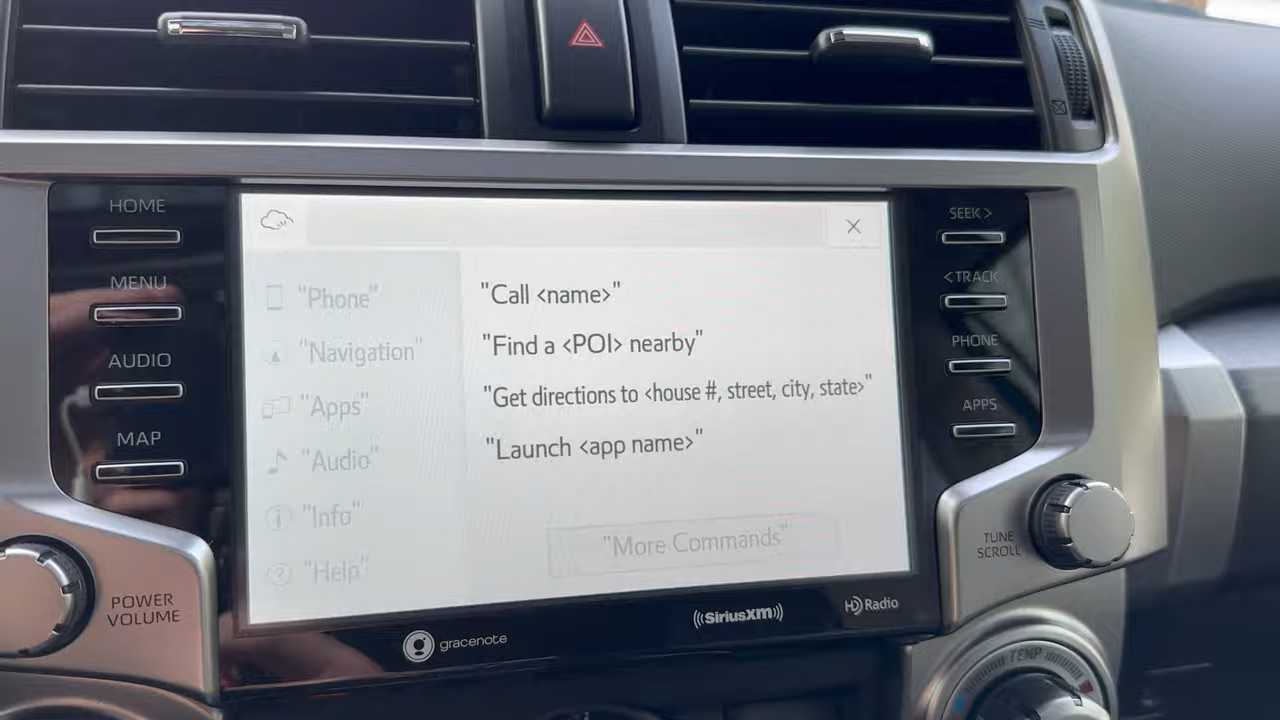 HOME
MENU
AUDIO
MAP
POWER
VOLUME
"Phone"
"Navigation"
"Apps"
"Audio"
"Info"
"Help"
"Call <name>"
"Find a <POI> nearby"
"Get directions to <house #, street, city, state>"
"Launch <app name>"
"More Commands"
SEEK >
< TRACK
PHONE
APPS
TUNE
SCROLL
gracenote
((SiriusXM))
HD Radio
TEMP